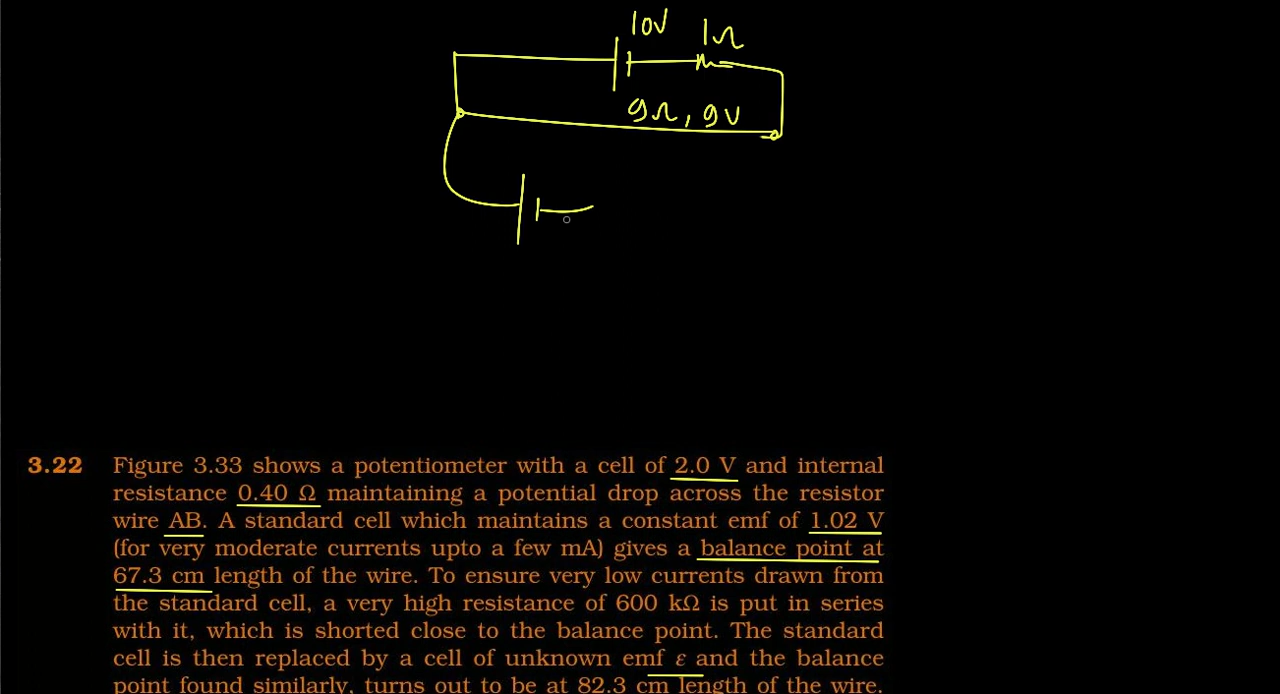 10V 1Ω
9Ω, 9V
3.22 Figure 3.33 shows a potentiometer with a cell of 2.0 V and internal
resistance 0.40 Ω maintaining a potential drop across the resistor
wire AB. A standard cell which maintains a constant emf of 1.02 V
(for very moderate currents upto a few mA) gives a balance point at
67.3 cm length of the wire. To ensure very low currents drawn from
the standard cell, a very high resistance of 600 kΩ is put in series
with it, which is shorted close to the balance point. The standard
cell is then replaced by a cell of unknown emf ε and the balance
point found similarly, turns out to be at 82.3 cm length of the wire.